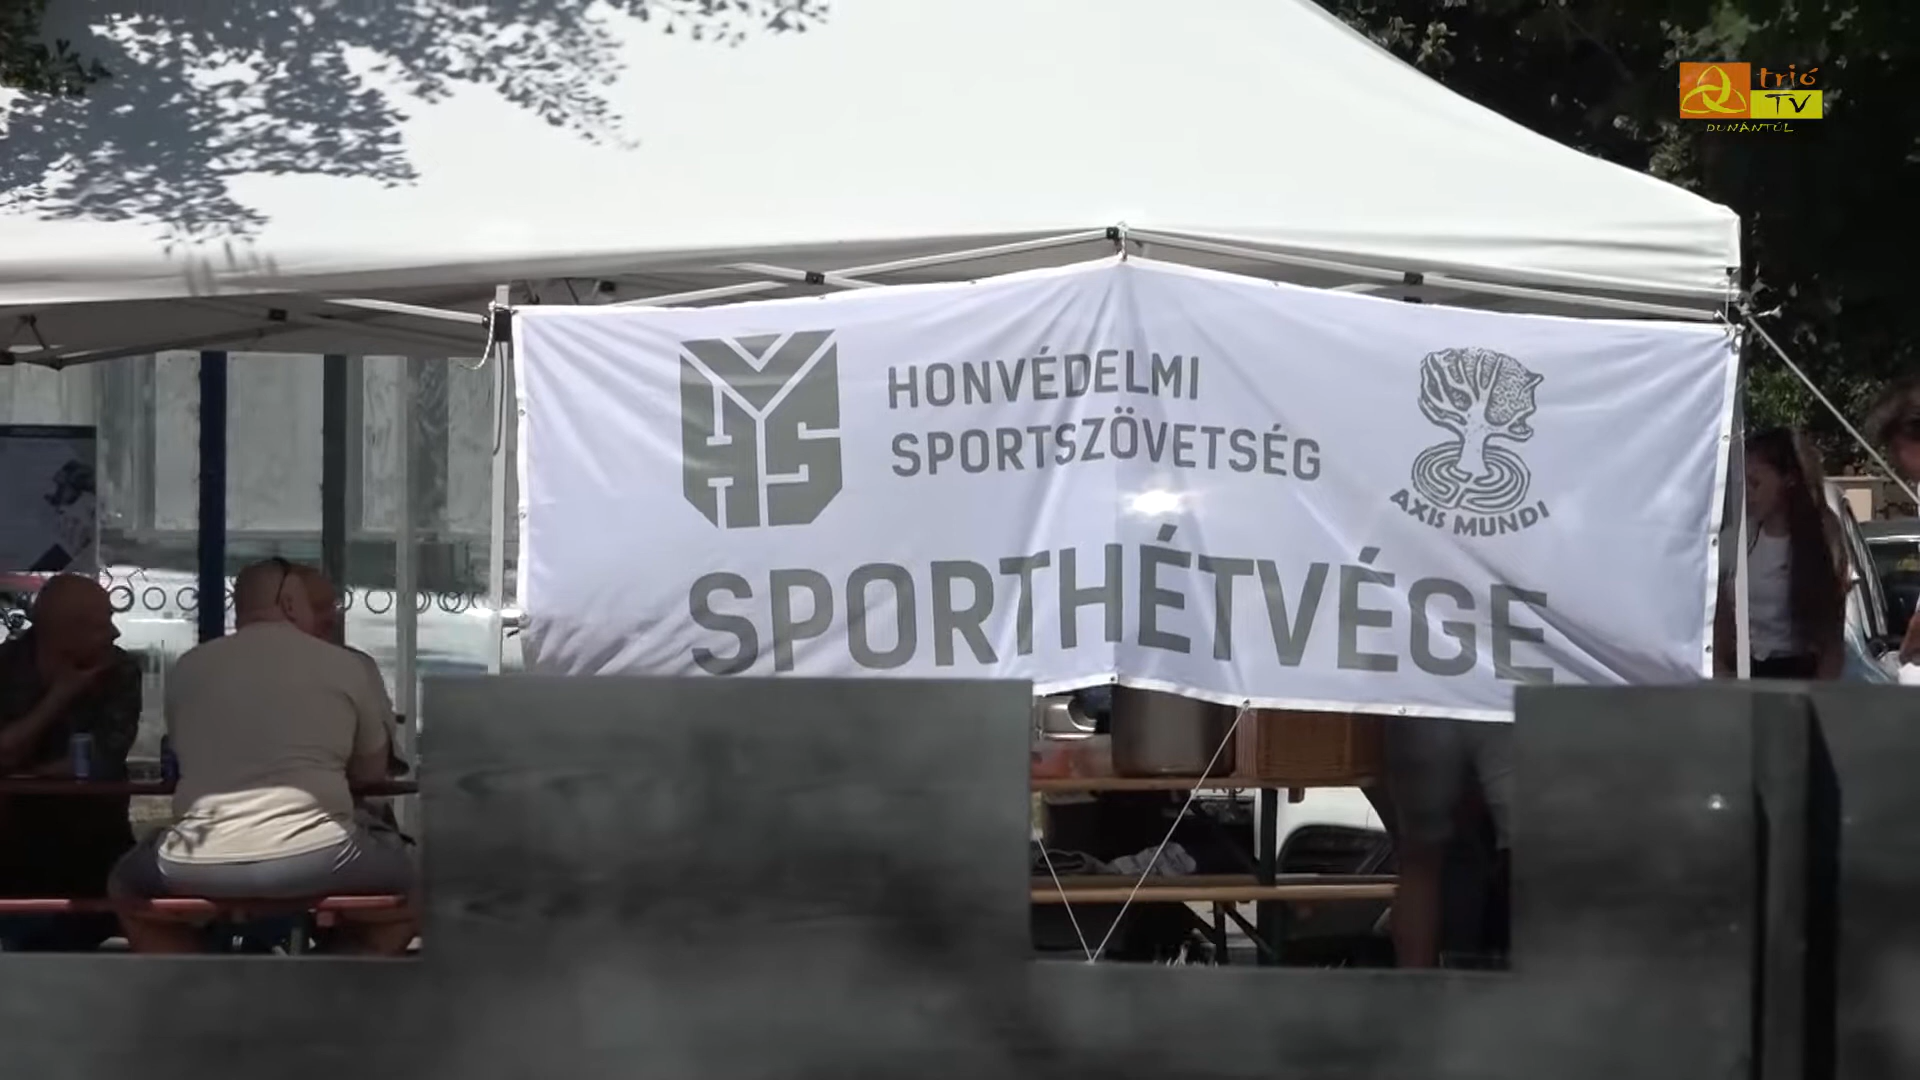 trió
TV
DUNÁNTÚL
HONVÉDELMI
SPORTSZÖVETSÉG
AXIS MUNDI
SPORTHÉTVÉGE